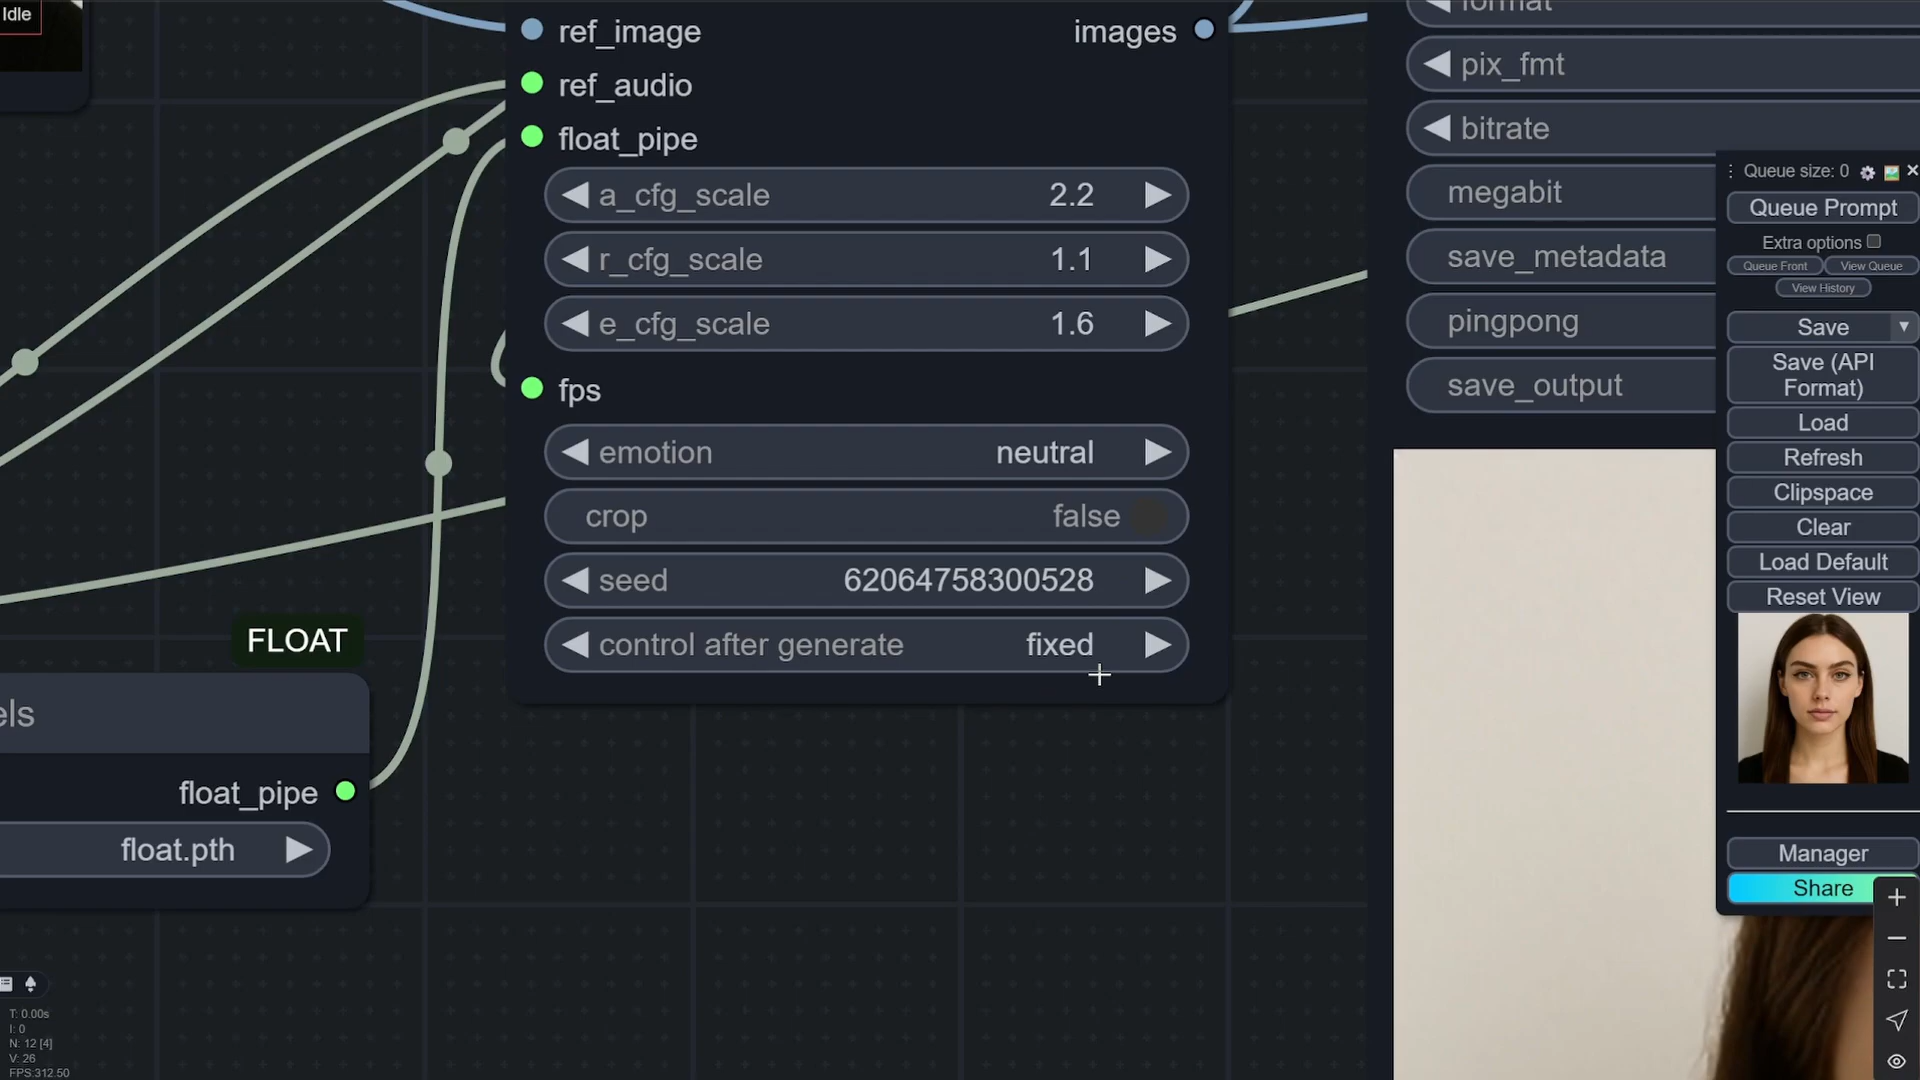 Idle
ref_image
images
ref_audio
float_pipe
a_cfg_scale 2.2
r_cfg_scale 1.1
e_cfg_scale 1.6
fps
emotion neutral
crop false
seed 62064758300528
control after generate fixed
FLOAT
els
float_pipe
float.pth
T: 0.00s
I: 0
N: 12 [4]
V: 26
FPS:312.50
format
pix_fmt
bitrate
megabit
save_metadata
pingpong
save_output
Queue size: 0
Queue Prompt
Extra options
Queue Front
View Queue
View History
Save
Save (API
Format)
Load
Refresh
Clipspace
Clear
Load Default
Reset View
Manager
Share